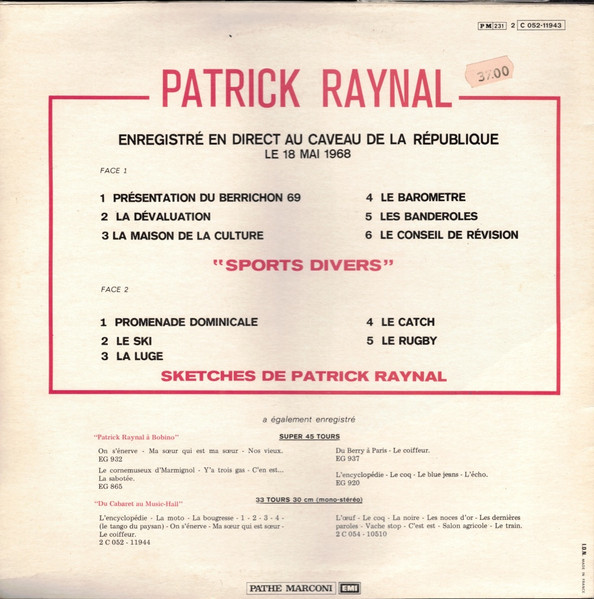 PM 231 2 C 052-11943
37.00
PATRICK RAYNAL
ENREGISTRÉ EN DIRECT AU CAVEAU DE LA RÉPUBLIQUE
LE 18 MAI 1968
FACE 1
1 PRÉSENTATION DU BERRICHON 69
2 LA DÉVALUATION
3 LA MAISON DE LA CULTURE
4 LE BAROMETRE
5 LES BANDEROLES
6 LE CONSEIL DE RÉVISION
"SPORTS DIVERS"
FACE 2
1 PROMENADE DOMINICALE
2 LE SKI
3 LA LUGE
4 LE CATCH
5 LE RUGBY
SKETCHES DE PATRICK RAYNAL
a également enregistré
"Patrick Raynal à Bobino"
SUPER 45 TOURS
On s'énerve - Ma sœur qui est ma sœur - Nos vieux.
EG 932
Le cornemuseux d'Marmignol - Y'a trois gas - C'en est...
La sabotée.
EG 865
Du Berry à Paris - Le coiffeur.
EG 937
L'encyclopédie - Le coq - Le blue jeans - L'écho.
EG 920
"Du Cabaret au Music-Hall"
33 TOURS 30 cm (mono-stéréo)
L'encyclopédie - La moto - La bougresse - 1 - 2 - 3 - 4 -
(le tango du paysan) - On s'énerve - Ma sœur qui est sœur -
Le coiffeur.
2 C 052 - 11944
L'œuf - Le coq - La noire - Les noces d'or - Les dernières
paroles - Vache stop - C'est est - Salon agricole - Le train.
2 C 054 - 10510
PATHE MARCONI EMI
MADE IN FRANCE